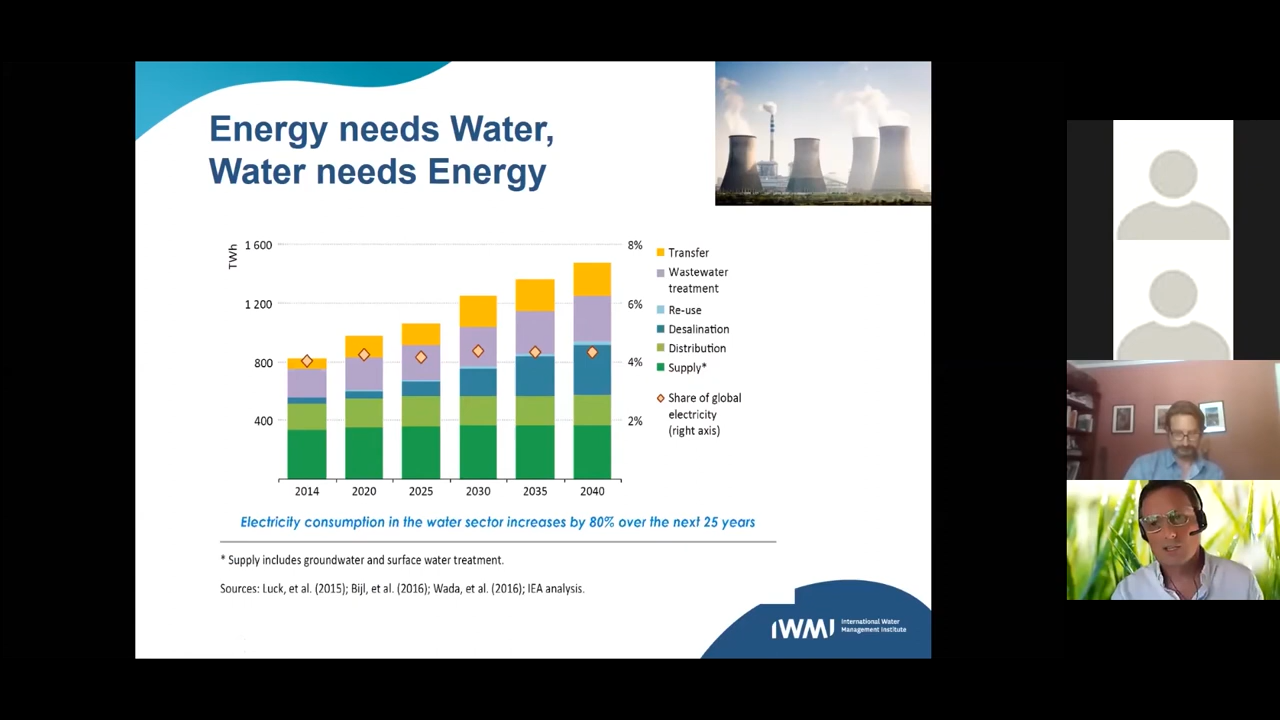 Energy needs Water,
Water needs Energy
TWh
1 600
1 200
800
400
8%
6%
4%
2%
2014 2020 2025 2030 2035 2040
Transfer
Wastewater
treatment
Re-use
Desalination
Distribution
Supply*
Share of global
electricity
(right axis)
Electricity consumption in the water sector increases by 80% over the next 25 years
* Supply includes groundwater and surface water treatment.
Sources: Luck, et al. (2015); Bijl, et al. (2016); Wada, et al. (2016); IEA analysis.
IWMI
International Water
Management Institute